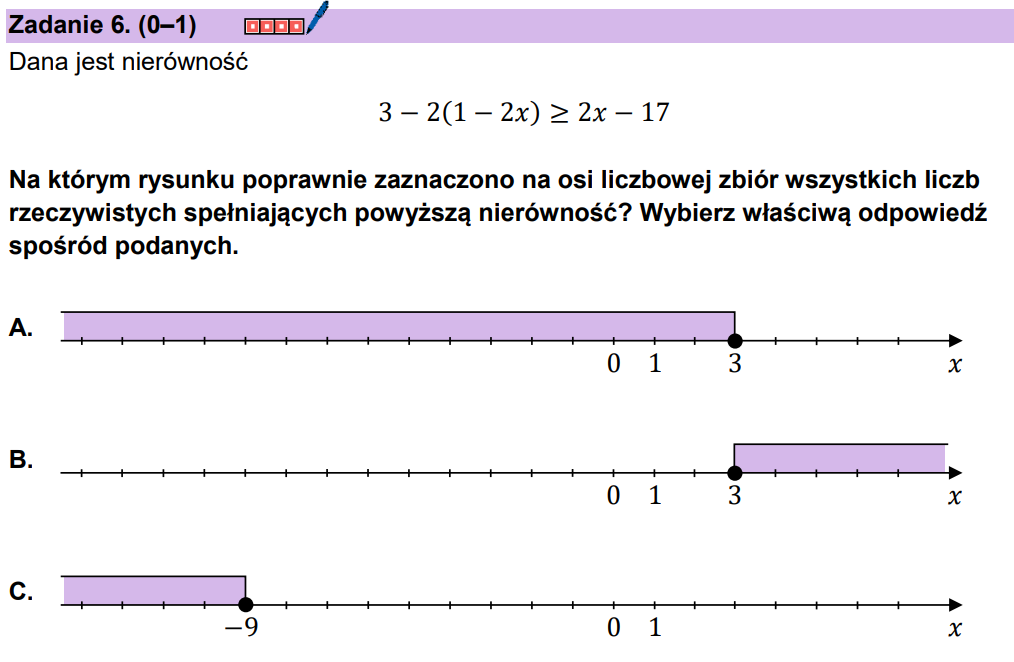 Zadanie 6. (0–1)
Dana jest nierówność
3 − 2(1 − 2x) ≥ 2x − 17
Na którym rysunku poprawnie zaznaczono na osi liczbowej zbiór wszystkich liczb
rzeczywistych spełniających powyższą nierówność? Wybierz właściwą odpowiedź
spośród podanych.
A.
0 1 3 x
B.
0 1 3 x
C.
−9 0 1 x